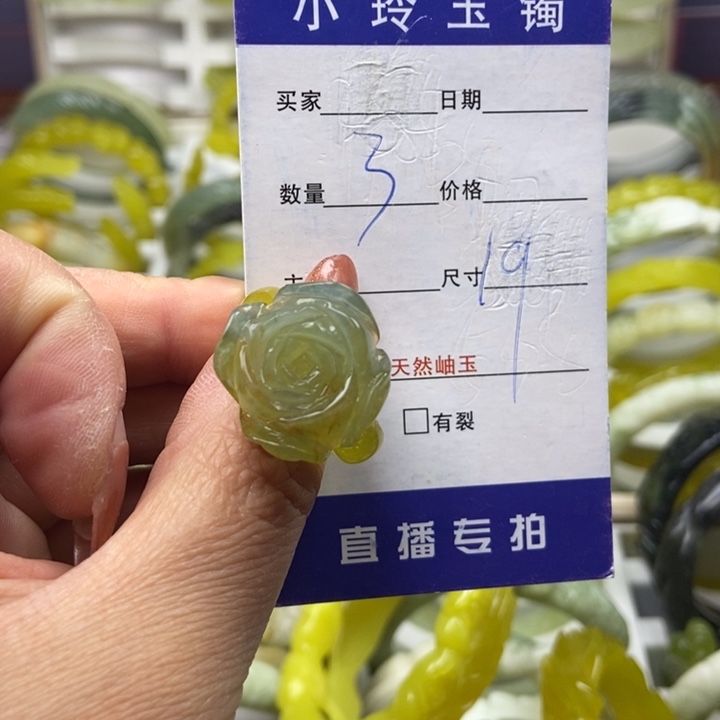 小玲玉镯
买家 日期
数量 3 价格
尺寸 19
天然岫玉
有裂
直播专拍